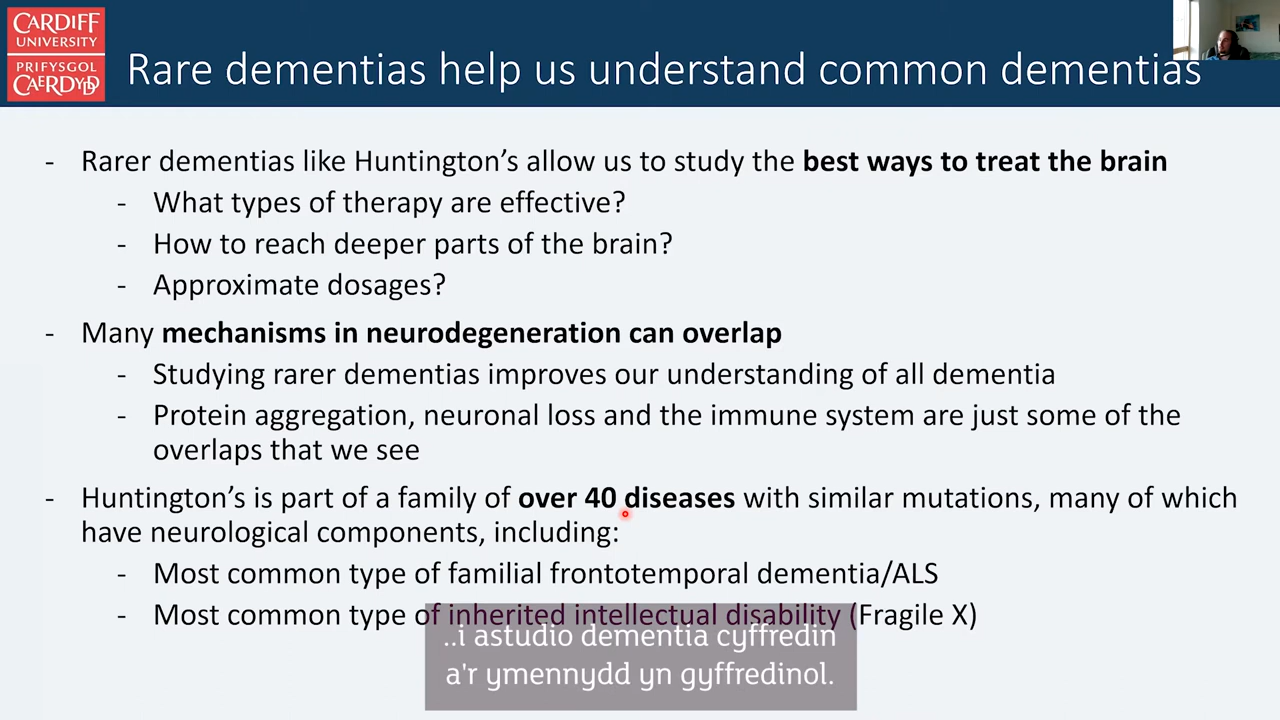 CARDIFF
UNIVERSITY
PRIFYSGOL
CAERDYDD
Rare dementias help us understand common dementias
- Rarer dementias like Huntington's allow us to study the best ways to treat the brain
- What types of therapy are effective?
- How to reach deeper parts of the brain?
- Approximate dosages?
- Many mechanisms in neurodegeneration can overlap
- Studying rarer dementias improves our understanding of all dementia
- Protein aggregation, neuronal loss and the immune system are just some of the
overlaps that we see
- Huntington's is part of a family of over 40 diseases with similar mutations, many of which
have neurological components, including:
- Most common type of familial frontotemporal dementia/ALS
- Most common type of inherited intellectual disability (Fragile X)
..i astudio dementia cyffredin
a'r ymennydd yn gyffredinol.